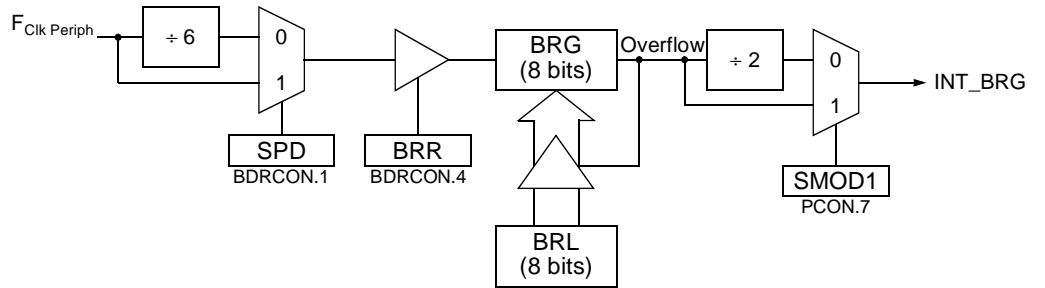 F Clk Periph
÷ 6
0
1
SPD
BDRCON.1
BRR
BDRCON.4
BRG
(8 bits)
Overflow
BRL
(8 bits)
÷ 2
0
1
SMOD1
PCON.7
INT_BRG